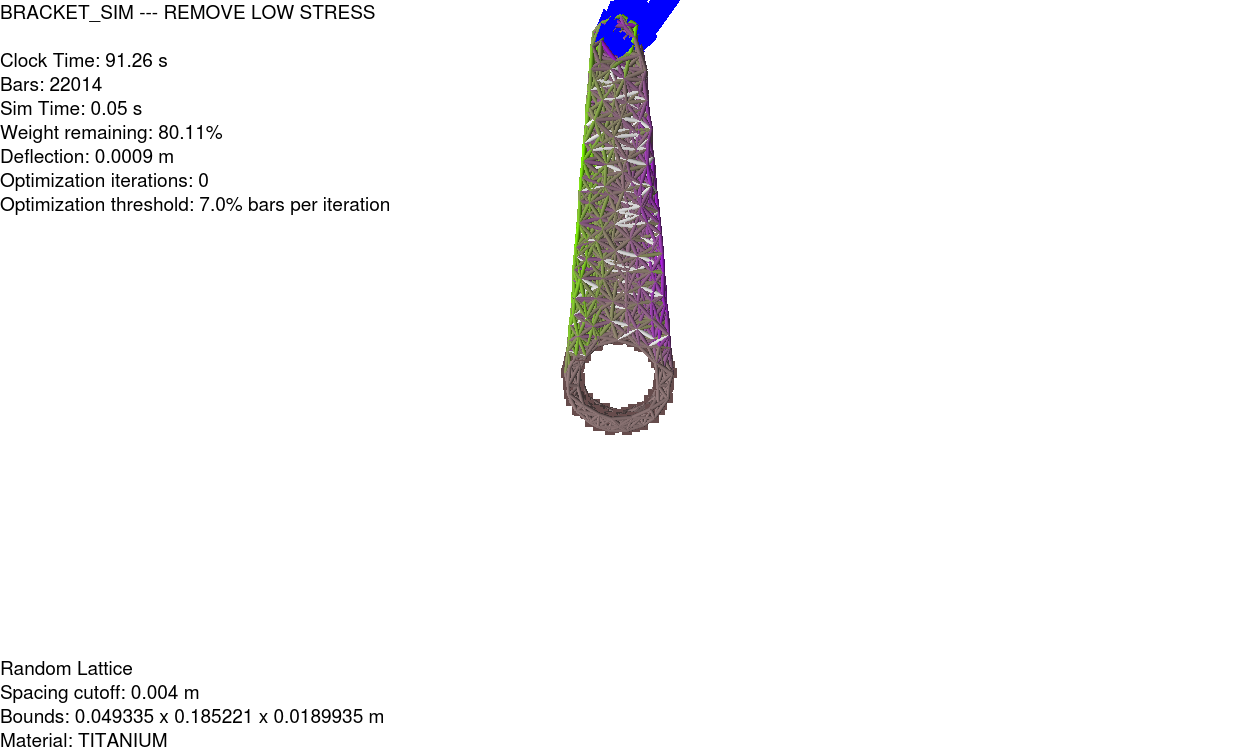 BRACKET_SIM --- REMOVE LOW STRESS
Clock Time: 91.26 s
Bars: 22014
Sim Time: 0.05 s
Weight remaining: 80.11%
Deflection: 0.0009 m
Optimization iterations: 0
Optimization threshold: 7.0% bars per iteration
Random Lattice
Spacing cutoff: 0.004 m
Bounds: 0.049335 x 0.185221 x 0.0189935 m
Material: TITANIUM